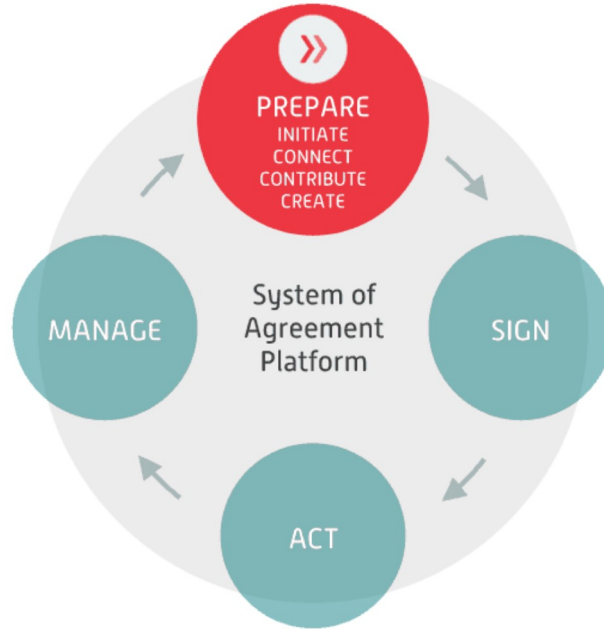 PREPARE
INITIATE
CONNECT
CONTRIBUTE
CREATE
MANAGE
System of
Agreement
Platform
SIGN
ACT